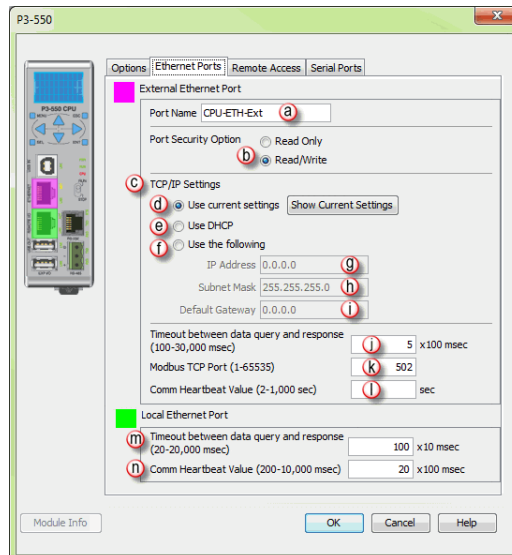 P3-550
Options Ethernet Ports Remote Access Serial Ports
External Ethernet Port
P3-550 CPU
Port Name CPU-ETH-Ext a
Port Security Option Read Only
b Read/Write
c TCP/IP Settings
d Use current settings Show Current Settings
e Use DHCP
f Use the following
IP Address 0.0.0.0 g
Subnet Mask 255.255.255.0 h
Default Gateway 0.0.0.0 i
Timeout between data query and response
(100-30,000 msec) j 5 x100 msec
Modbus TCP Port (1-65535) k 502
Comm Heartbeat Value (2-1,000 sec) l sec
Local Ethernet Port
m Timeout between data query and response
(20-20,000 msec) 100 x10 msec
n Comm Heartbeat Value (200-10,000 msec) 20 x100 msec
Module Info OK Cancel Help